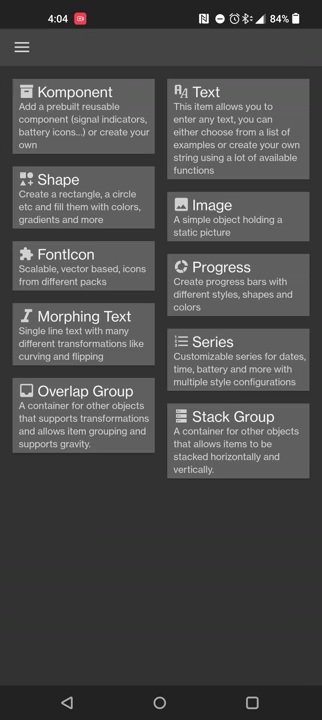 4:04
84%
Komponent
Add a prebuilt reusable
component (signal indicators,
battery icons...) or create your
own
Shape
Create a rectangle, a circle
etc and fill them with colors,
gradients and more
FontIcon
Scalable, vector based, icons
from different packs
Morphing Text
Single line text with many
different transformations like
curving and flipping
Overlap Group
A container for other objects
that supports transformations
and allows item grouping and
supports gravity.
Text
This item allows you to
enter any text, you can
either choose from a list of
examples or create your own
string using a lot of available
functions
Image
A simple object holding a
static picture
Progress
Create progress bars with
different styles, shapes and
colors
Series
Customizable series for dates,
time, battery and more with
multiple style configurations
Stack Group
A container for other objects
that allows items to be
stacked horizontally and
vertically.